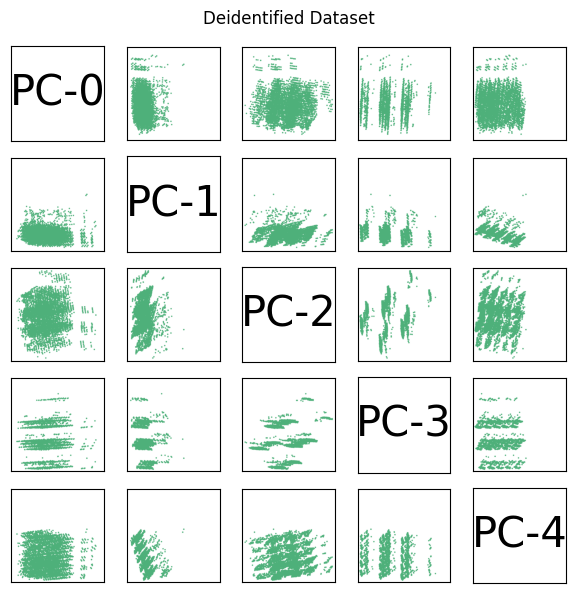 Deidentified Dataset
PC-0
PC-1
PC-2
PC-3
PC-4